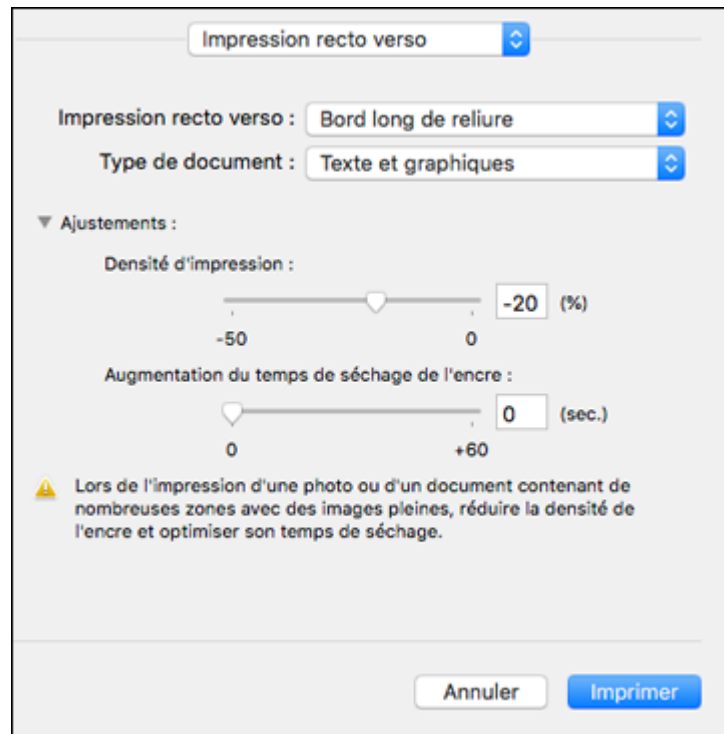 Impression recto verso
Impression recto verso : Bord long de reliure
Type de document : Texte et graphiques
Ajustements :
Densité d'impression :
-20 (%)
-50 0
Augmentation du temps de séchage de l'encre :
0 (sec.)
0 +60
Lors de l'impression d'une photo ou d'un document contenant de
nombreuses zones avec des images pleines, réduire la densité de
l'encre et optimiser son temps de séchage.
Annuler Imprimer